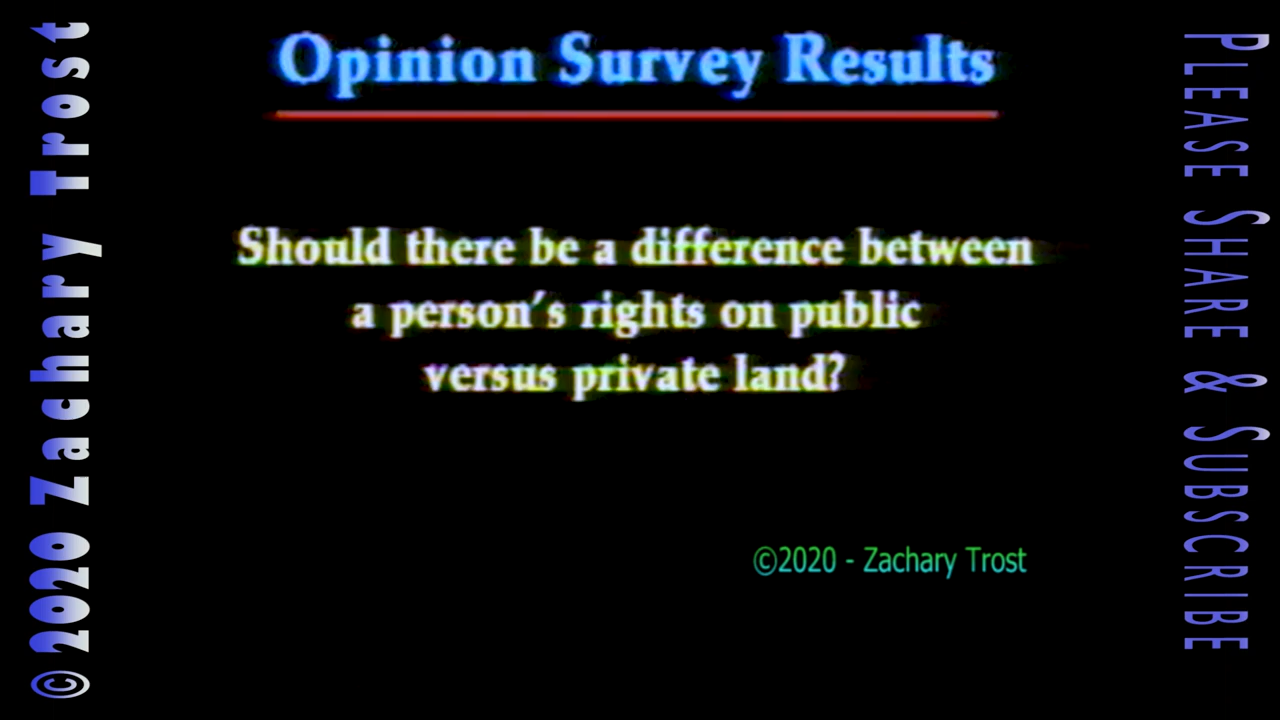 © 2020 Zachary Trost
Opinion Survey Results
Should there be a difference between
a person's rights on public
versus private land?
©2020 - Zachary Trost
Please Share & Subscribe